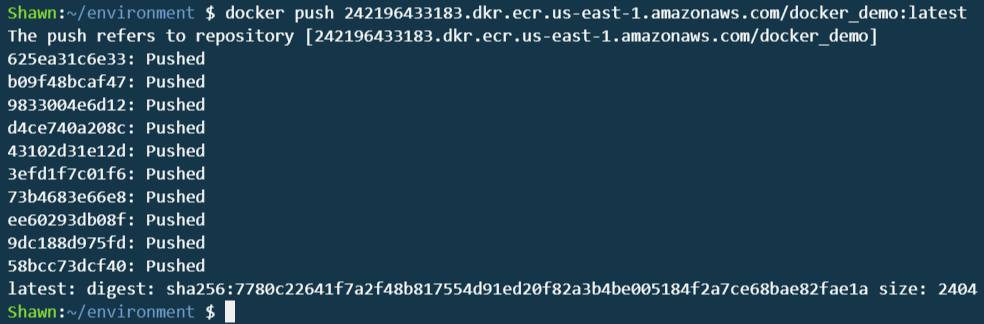 Shawn:~/environment $ docker push 242196433183.dkr.ecr.us-east-1.amazonaws.com/docker_demo:latest
The push refers to repository [242196433183.dkr.ecr.us-east-1.amazonaws.com/docker_demo]
625ea31c6e33: Pushed
b09f48bcaf47: Pushed
9833004e6d12: Pushed
d4ce740a208c: Pushed
43102d31e12d: Pushed
3efd1f7c01f6: Pushed
73b4683e66e8: Pushed
ee60293db08f: Pushed
9dc188d975fd: Pushed
58bcc73dcf40: Pushed
latest: digest: sha256:7780c22641f7a2f48b817554d91ed20f82a3b4be005184f2a7ce68bae82fae1a size: 2404
Shawn:~/environment $